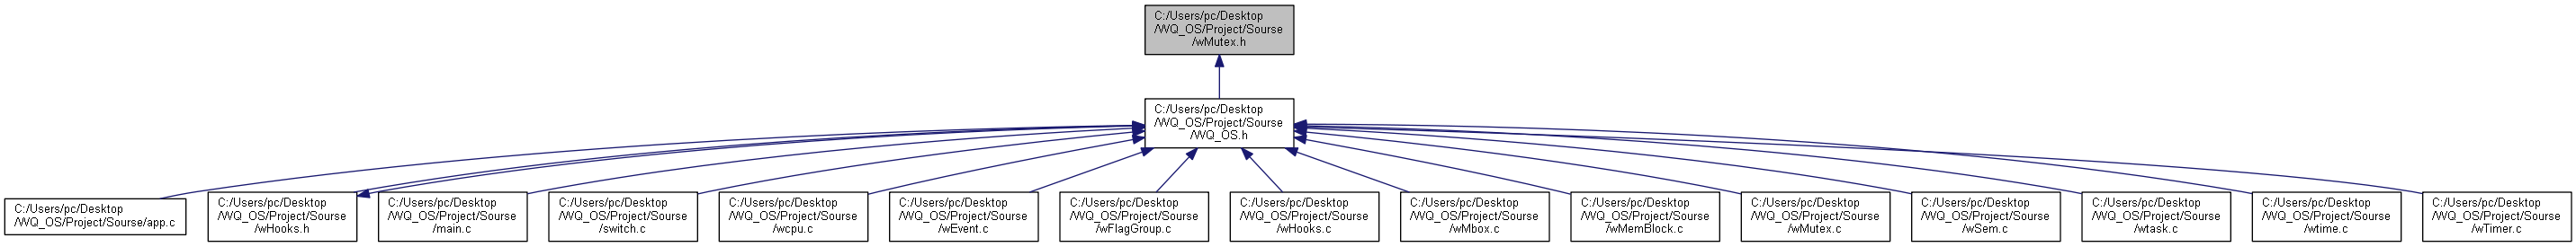 C:/Users/pc/Desktop
/WQ_OS/Project/Sourse
/wMutex.h
C:/Users/pc/Desktop
/WQ_OS/Project/Sourse
/WQ_OS.h
C:/Users/pc/Desktop
/WQ_OS/Project/Sourse/app.c
C:/Users/pc/Desktop
/WQ_OS/Project/Sourse
/wHooks.h
C:/Users/pc/Desktop
/WQ_OS/Project/Sourse
/main.c
C:/Users/pc/Desktop
/WQ_OS/Project/Sourse
/switch.c
C:/Users/pc/Desktop
/WQ_OS/Project/Sourse
/wcpu.c
C:/Users/pc/Desktop
/WQ_OS/Project/Sourse
/wEvent.c
C:/Users/pc/Desktop
/WQ_OS/Project/Sourse
/wFlagGroup.c
C:/Users/pc/Desktop
/WQ_OS/Project/Sourse
/wHooks.c
C:/Users/pc/Desktop
/WQ_OS/Project/Sourse
/wMbox.c
C:/Users/pc/Desktop
/WQ_OS/Project/Sourse
/wMemBlock.c
C:/Users/pc/Desktop
/WQ_OS/Project/Sourse
/wMutex.c
C:/Users/pc/Desktop
/WQ_OS/Project/Sourse
/wSem.c
C:/Users/pc/Desktop
/WQ_OS/Project/Sourse
/wtask.c
C:/Users/pc/Desktop
/WQ_OS/Project/Sourse
/wtime.c
C:/Users/pc/Desktop
/WQ_OS/Project/Sourse
/wTimer.c